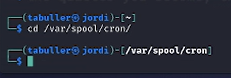 ┌──(tabuller㉿jordi)-[~]
└─$ cd /var/spool/cron/
┌──(tabuller㉿jordi)-[/var/spool/cron]
└─$